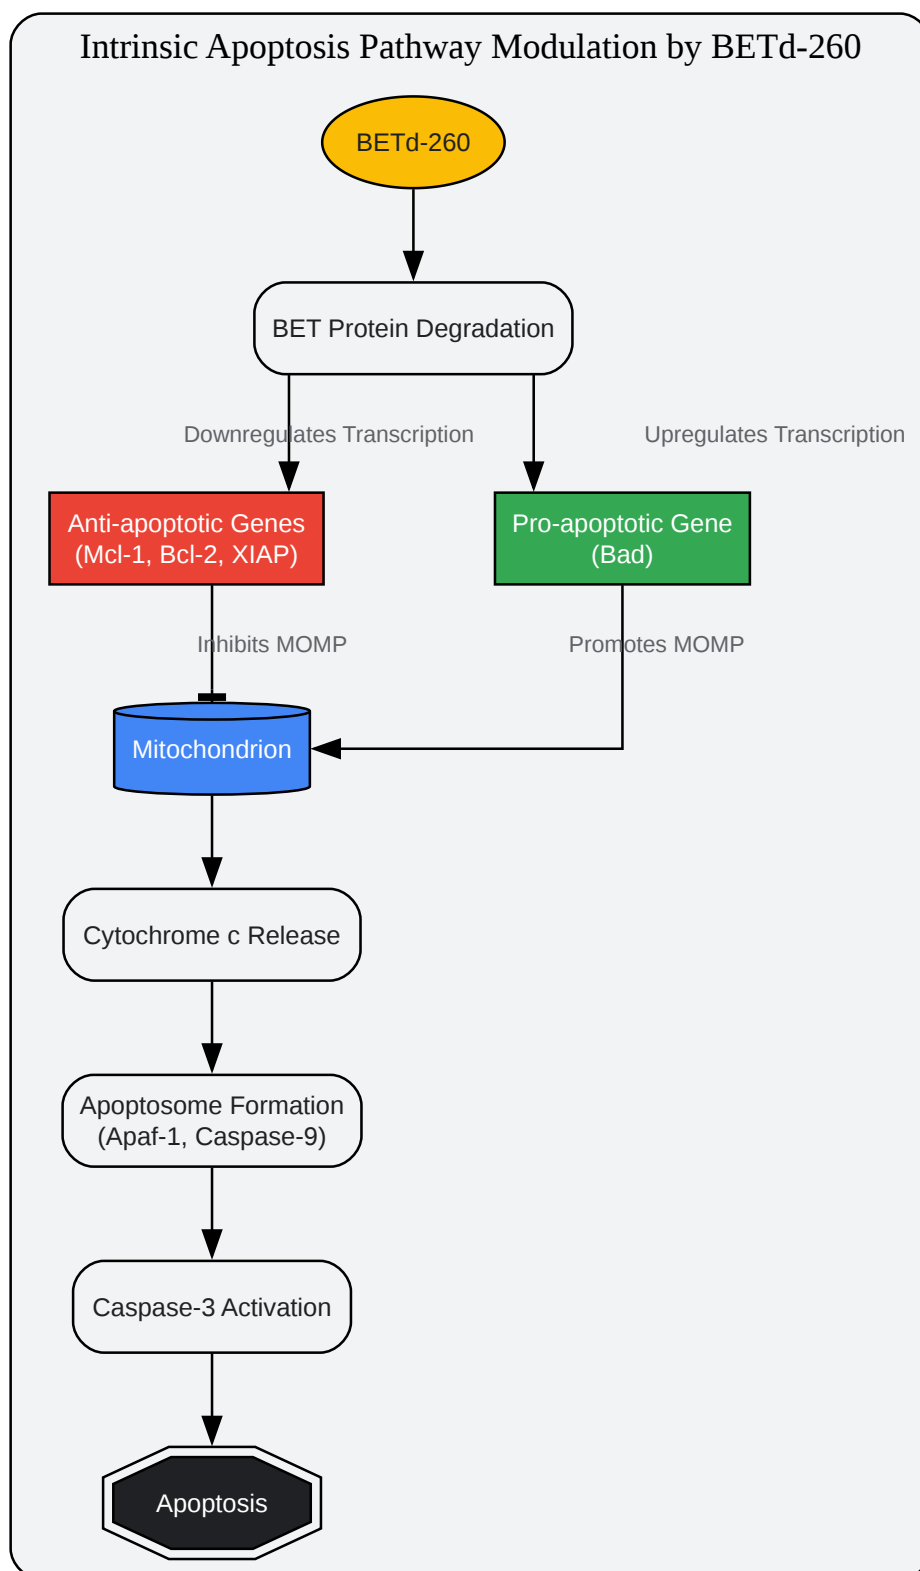 Intrinsic Apoptosis Pathway Modulation by BETd-260
BETd-260
BET Protein Degradation
Downregulates Transcription
Upregulates Transcription
Anti-apoptotic Genes
(Mcl-1, Bcl-2, XIAP)
Pro-apoptotic Gene
(Bad)
Inhibits MOMP
Promotes MOMP
Mitochondrion
Cytochrome c Release
Apoptosome Formation
(Apaf-1, Caspase-9)
Caspase-3 Activation
Apoptosis